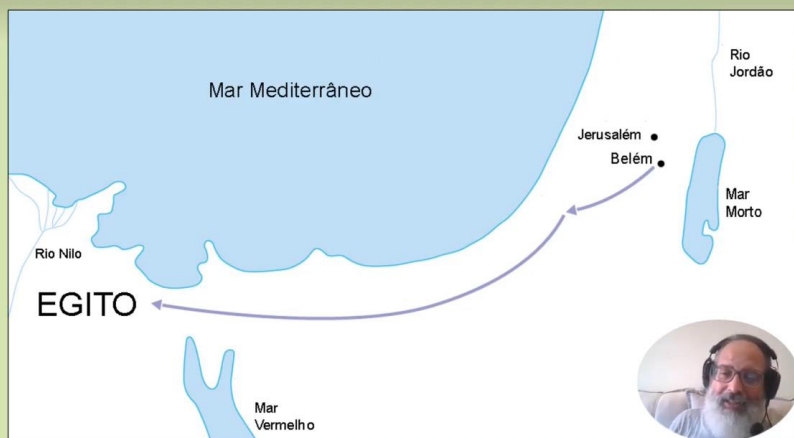 Mar Mediterrâneo
Rio
Jordão
Jerusalém
Belém
Mar
Morto
Rio Nilo
EGITO
Mar
Vermelho